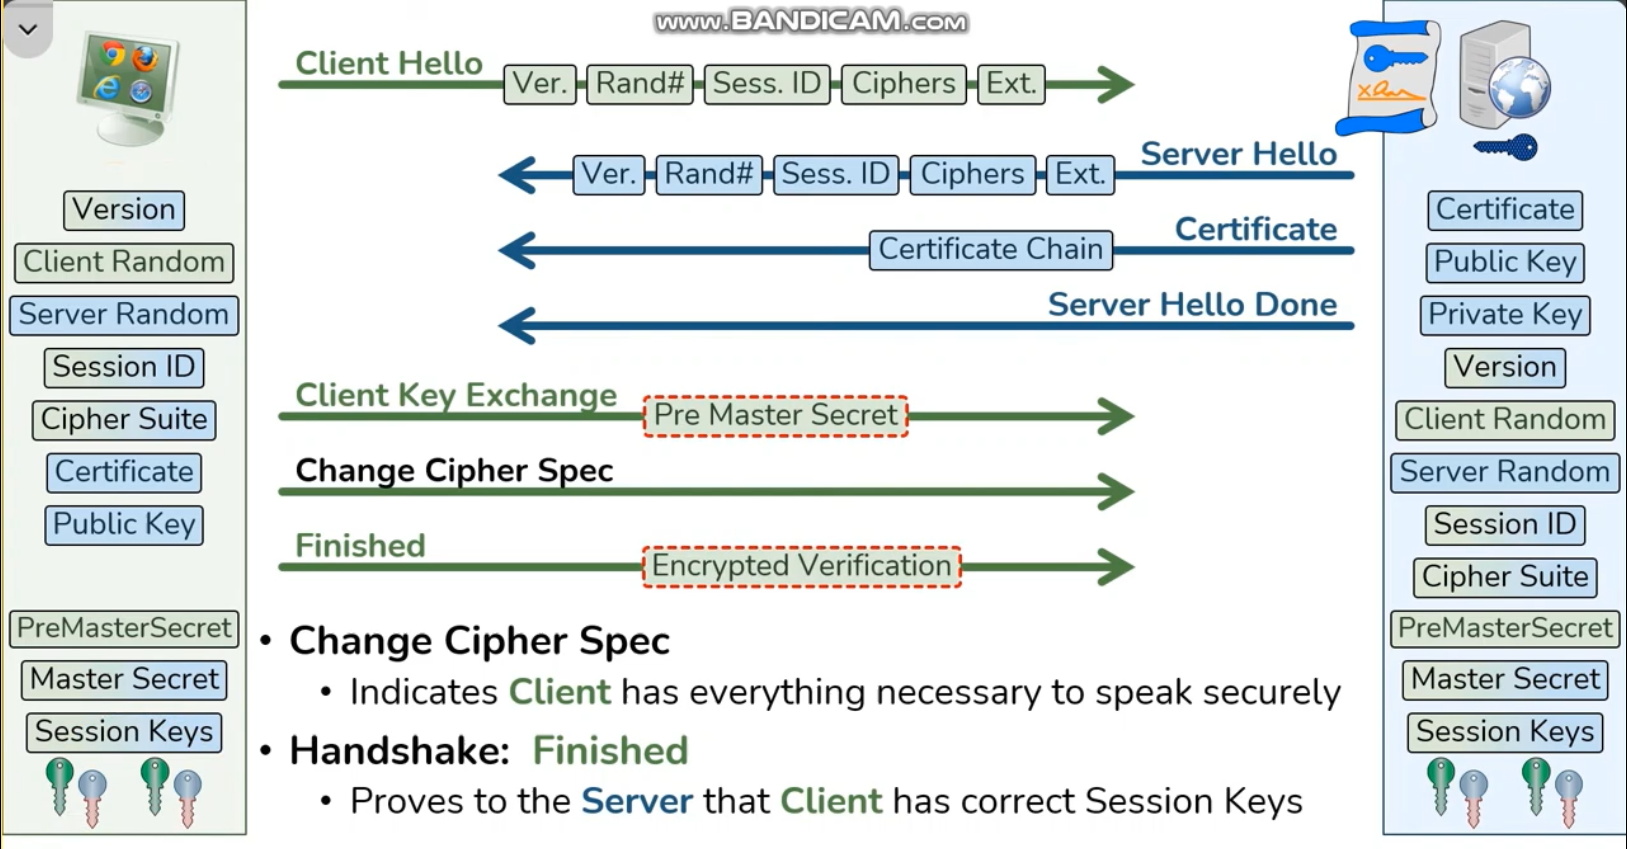 www.BANDICAM.com
Client Hello
Ver. Rand# Sess. ID Ciphers Ext.
Server Hello
Ver. Rand# Sess. ID Ciphers Ext.
Certificate
Certificate Chain
Server Hello Done
Client Key Exchange
Pre Master Secret
Change Cipher Spec
Finished
Encrypted Verification
Version
Client Random
Server Random
Session ID
Cipher Suite
Certificate
Public Key
PreMasterSecret
Master Secret
Session Keys
Certificate
Public Key
Private Key
Version
Client Random
Server Random
Session ID
Cipher Suite
PreMasterSecret
Master Secret
Session Keys
• Change Cipher Spec
• Indicates Client has everything necessary to speak securely
• Handshake: Finished
• Proves to the Server that Client has correct Session Keys